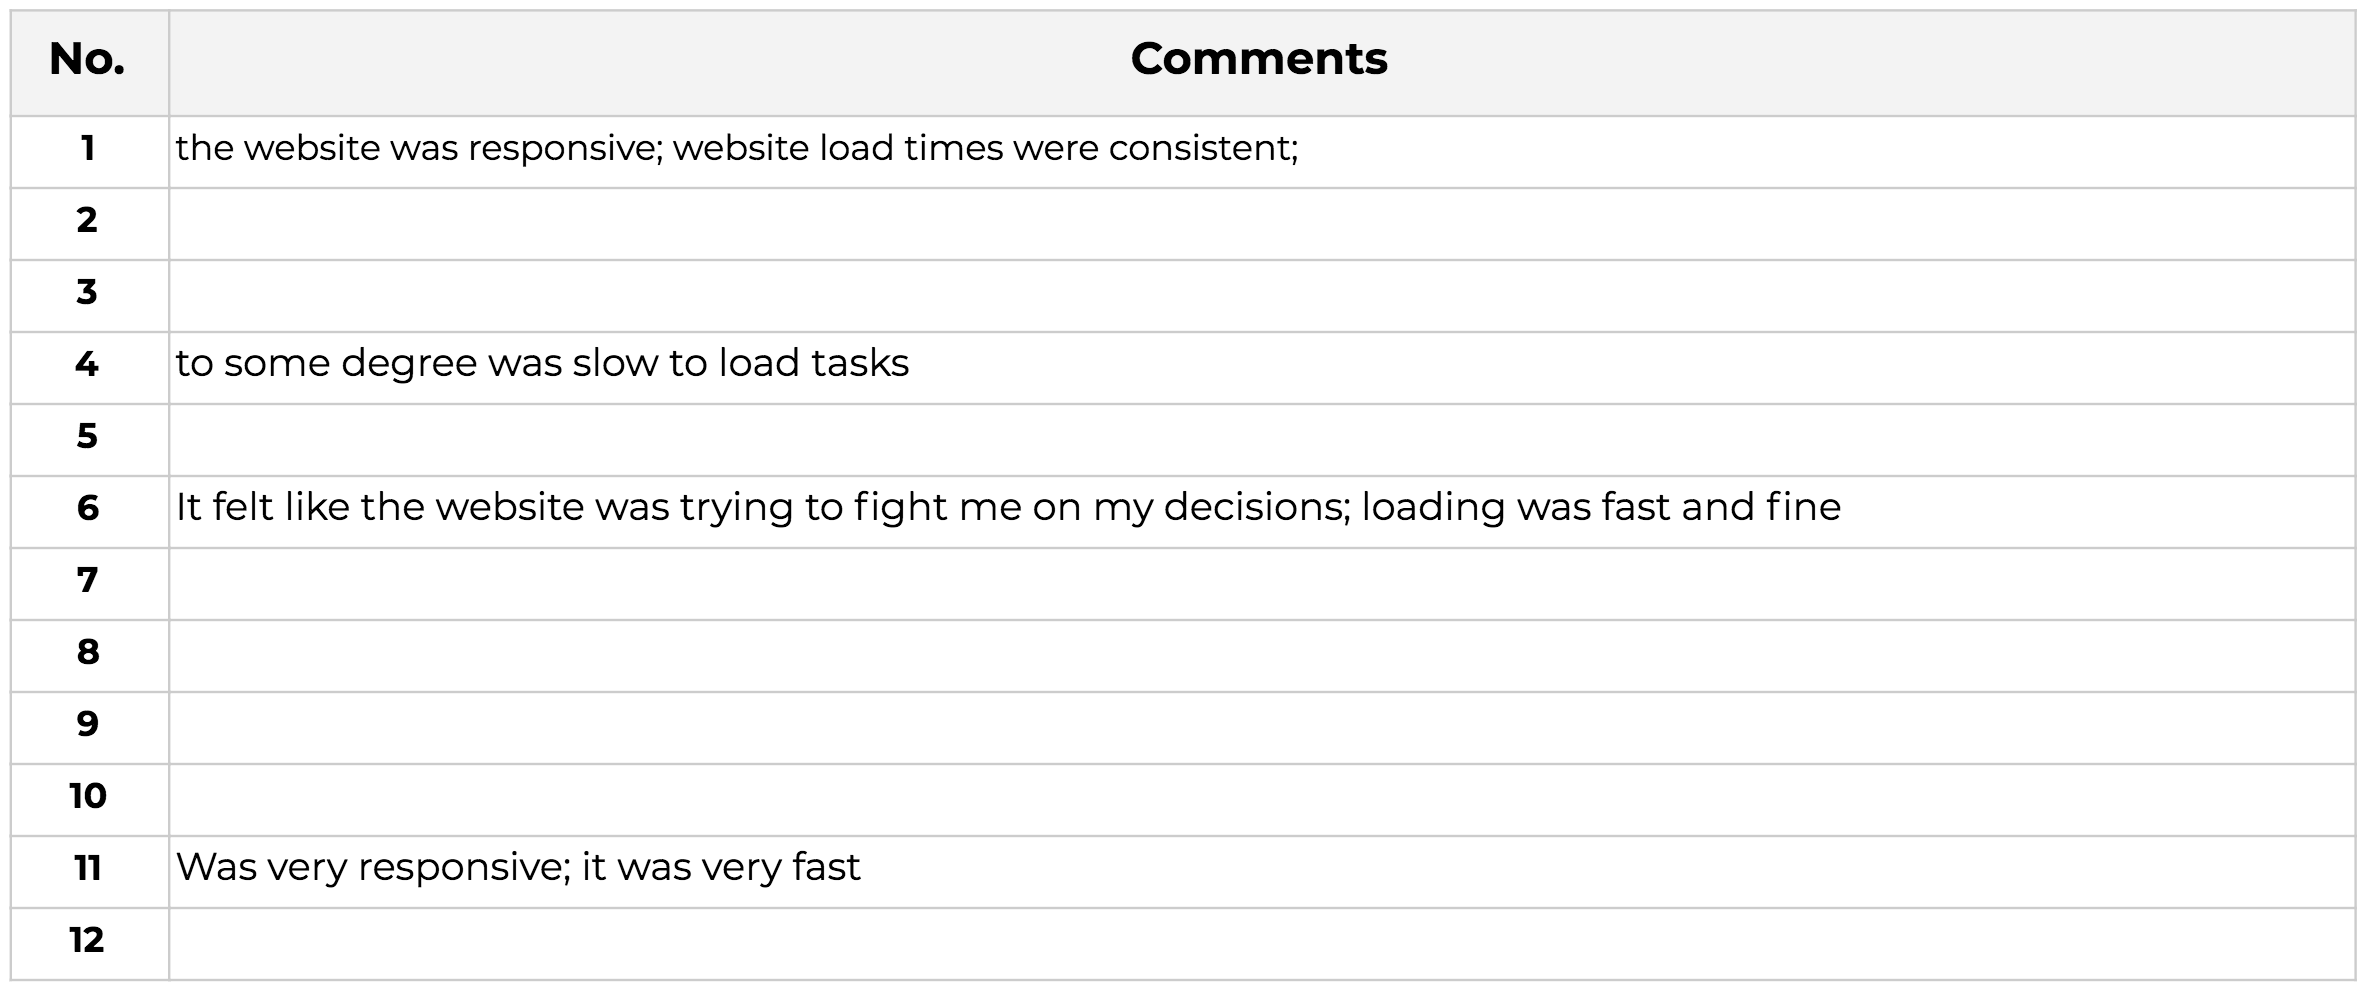 No. Comments
1 the website was responsive; website load times were consistent;
2
3
4 to some degree was slow to load tasks
5
6 It felt like the website was trying to fight me on my decisions; loading was fast and fine
7
8
9
10
11 Was very responsive; it was very fast
12